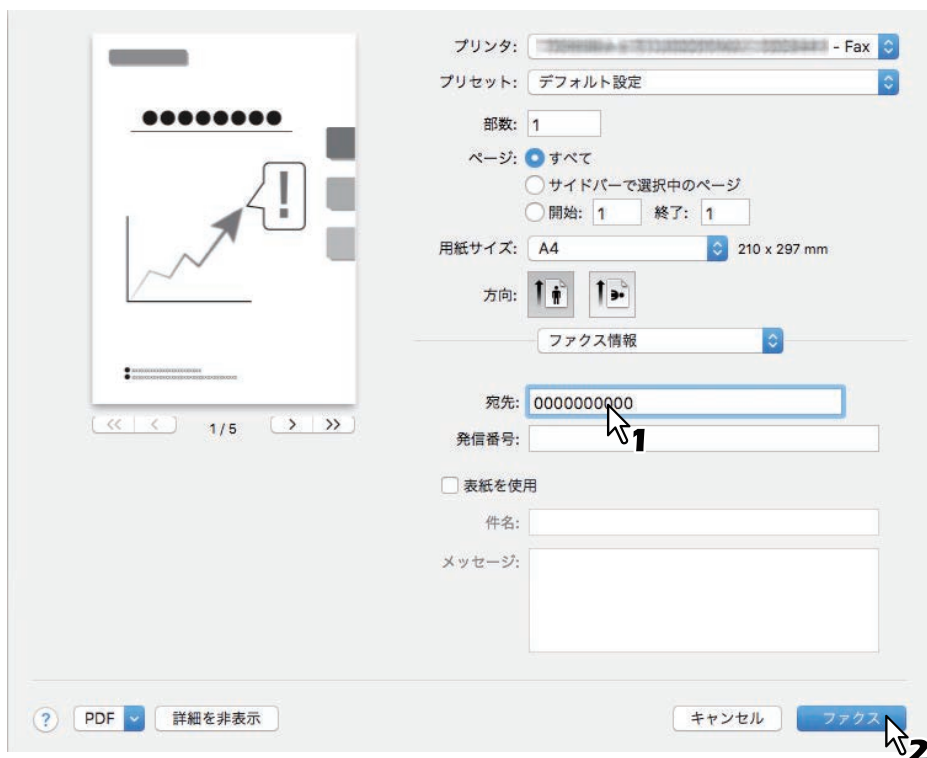 プリンタ: - Fax
プリセット: デフォルト設定
部数: 1
ページ: すべて
サイドバーで選択中のページ
開始: 1 終了: 1
用紙サイズ: A4 210 x 297 mm
方向:
ファクス情報
宛先: 0000000000
1
発信番号:
表紙を使用
件名:
メッセージ:
!
<< < 1 / 5 > >>
? PDF 詳細を非表示 キャンセル ファクス
2